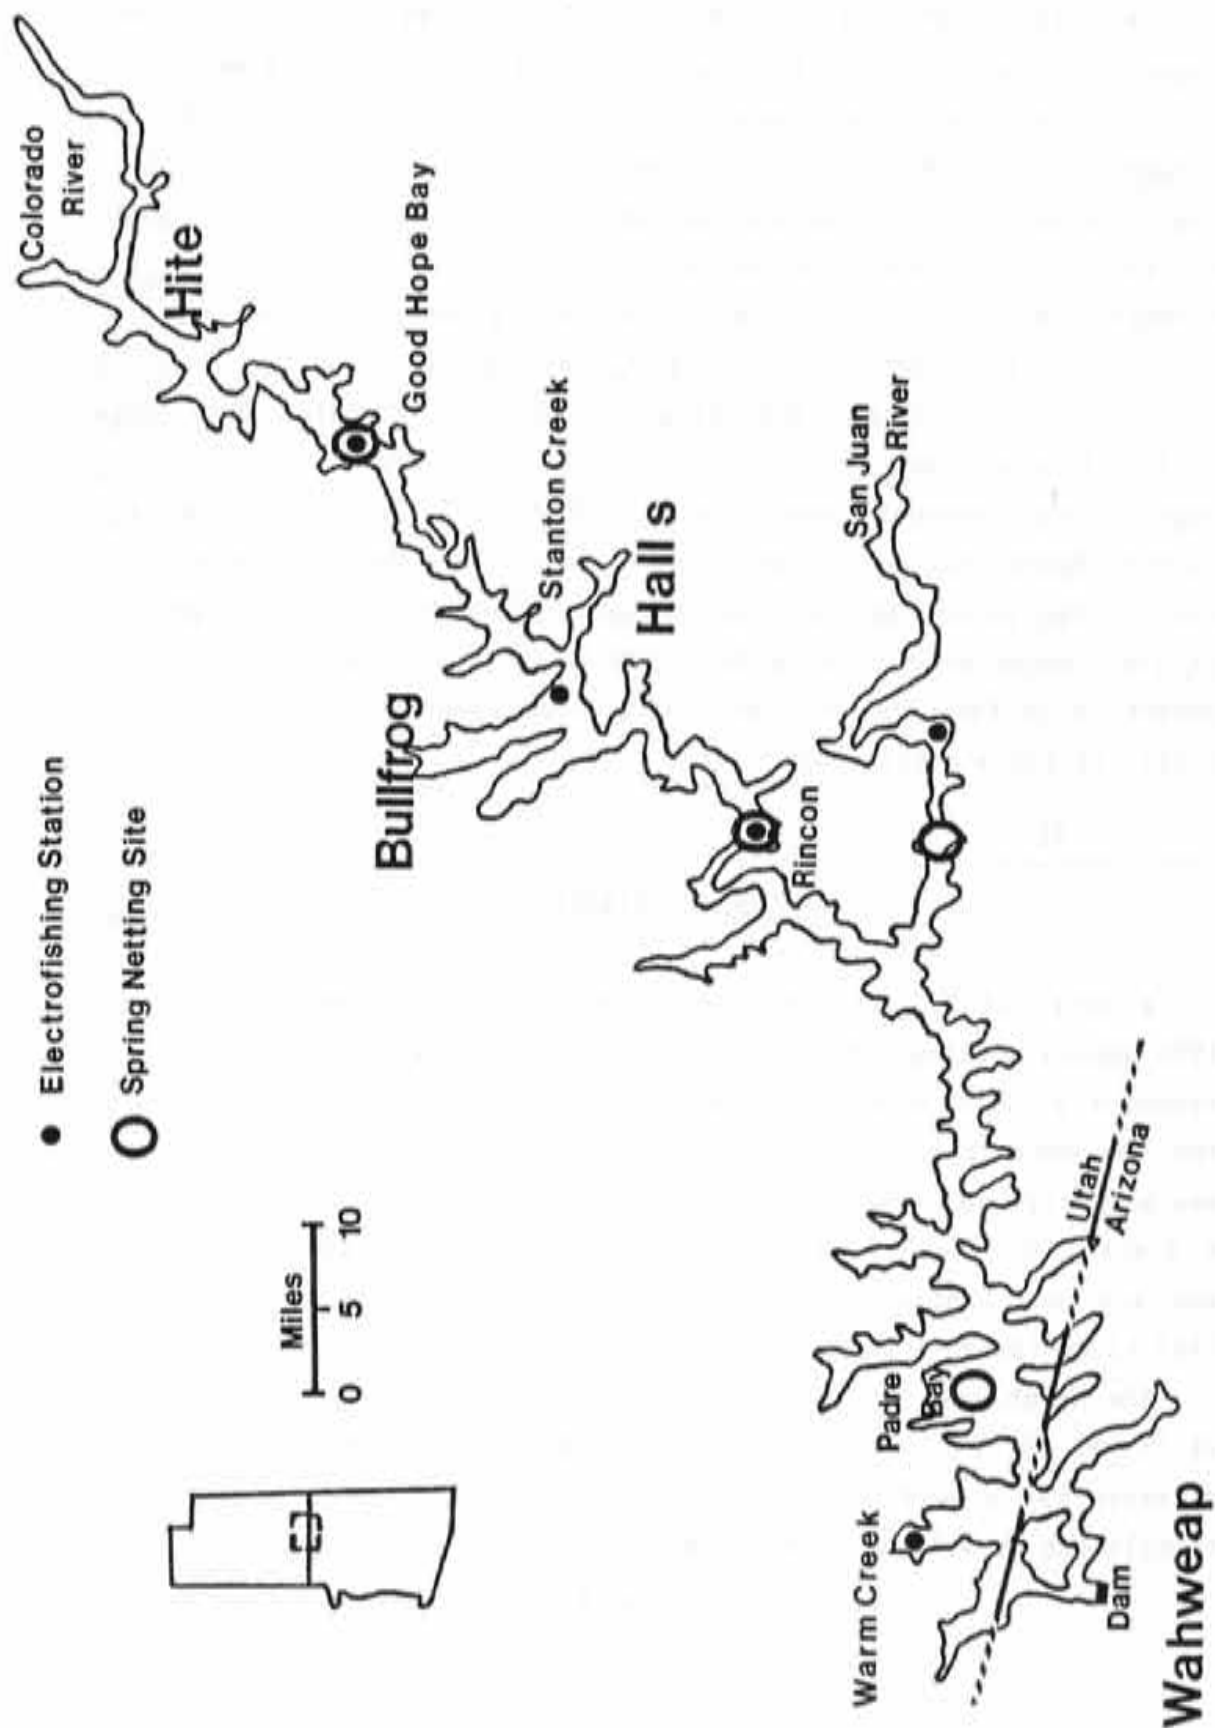 Electrofishing Station
Spring Netting Site
Miles
0 5 10
Colorado
River
Hite
Good Hope Bay
Stanton Creek
Bullfrog
Halls
San Juan
River
Rincon
Utah
Arizona
Padre
Bay
Warm Creek
Dam
Wahweap